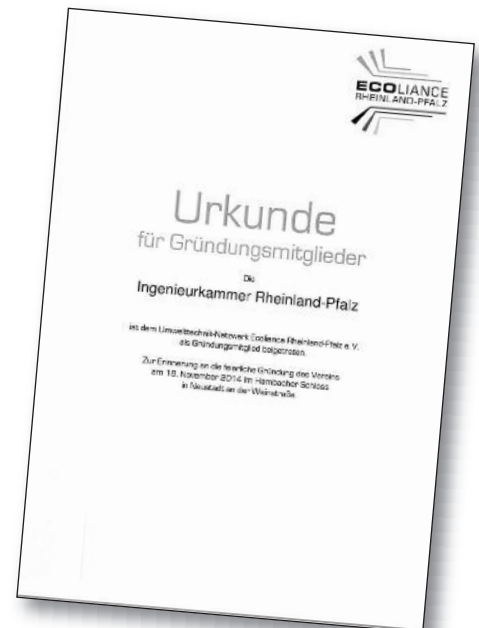 ECOLIANCE
RHEINLAND-PFALZ
Urkunde
für Gründungsmitglieder
Die
Ingenieurkammer Rheinland-Pfalz
ist dem Umwelttechnik-Netzwerk Ecoliance Rheinland-Pfalz e. V.
als Gründungsmitglied beigetreten.
Zur Erinnerung an die feierliche Gründung des Vereins
am 18. November 2014 im Hambacher Schloss
in Neustadt an der Weinstraße.